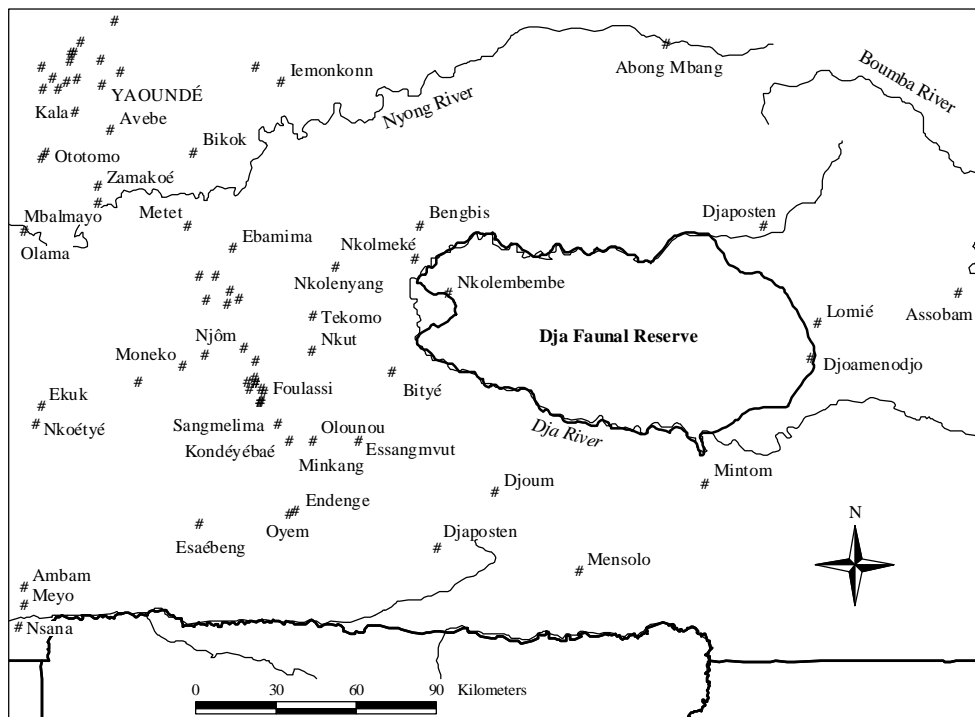 Iemonkonn
Abong Mbang
Boumba River
YAOUNDÉ
Kala
Nyong River
Avebe
Bikok
Ototomo
Zamakoé
Mbalmayo
Metet
Bengbis
Djaposten
Olama
Ebamima
Nkolmeké
Nkolenyang
Nkolembembe
Assobam
Tekomo
Lomié
Njôm
Nkut
Dja Faunal Reserve
Moneko
Djoamenodjo
Bityé
Foulassi
Ekuk
Nkoétyé
Sangmelima
Olounou
Dja River
Kondéyébaé
Essangmvut
Minkang
Mintom
Djoum
Endenge
N
Oyem
Esaébeng
Djaposten
Mensolo
Ambam
Meyo
Nsana
0 30 60 90 Kilometers